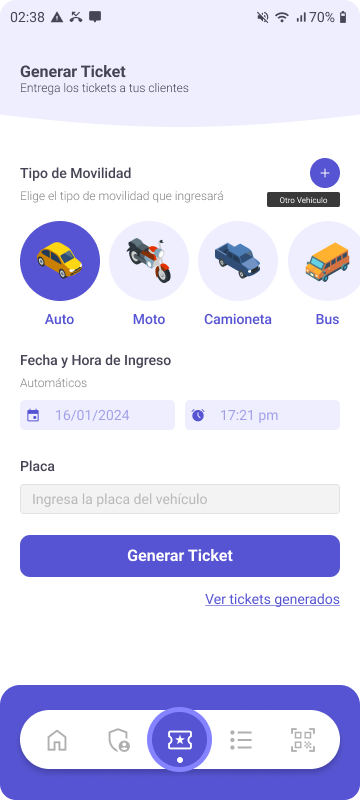 02:38
70%
Generar Ticket
Entrega los tickets a tus clientes
Tipo de Movilidad
+
Elige el tipo de movilidad que ingresará
Otro Vehículo
Auto
Moto
Camioneta
Bus
Fecha y Hora de Ingreso
Automáticos
16/01/2024
17:21 pm
Placa
Ingresa la placa del vehículo
Generar Ticket
Ver tickets generados